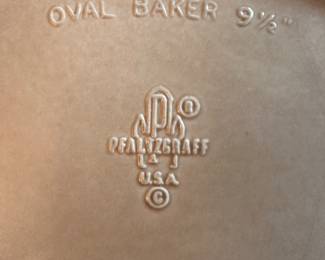 OVAL BAKER 9½"
P ®
PFALTZGRAFF
U.S.A
©